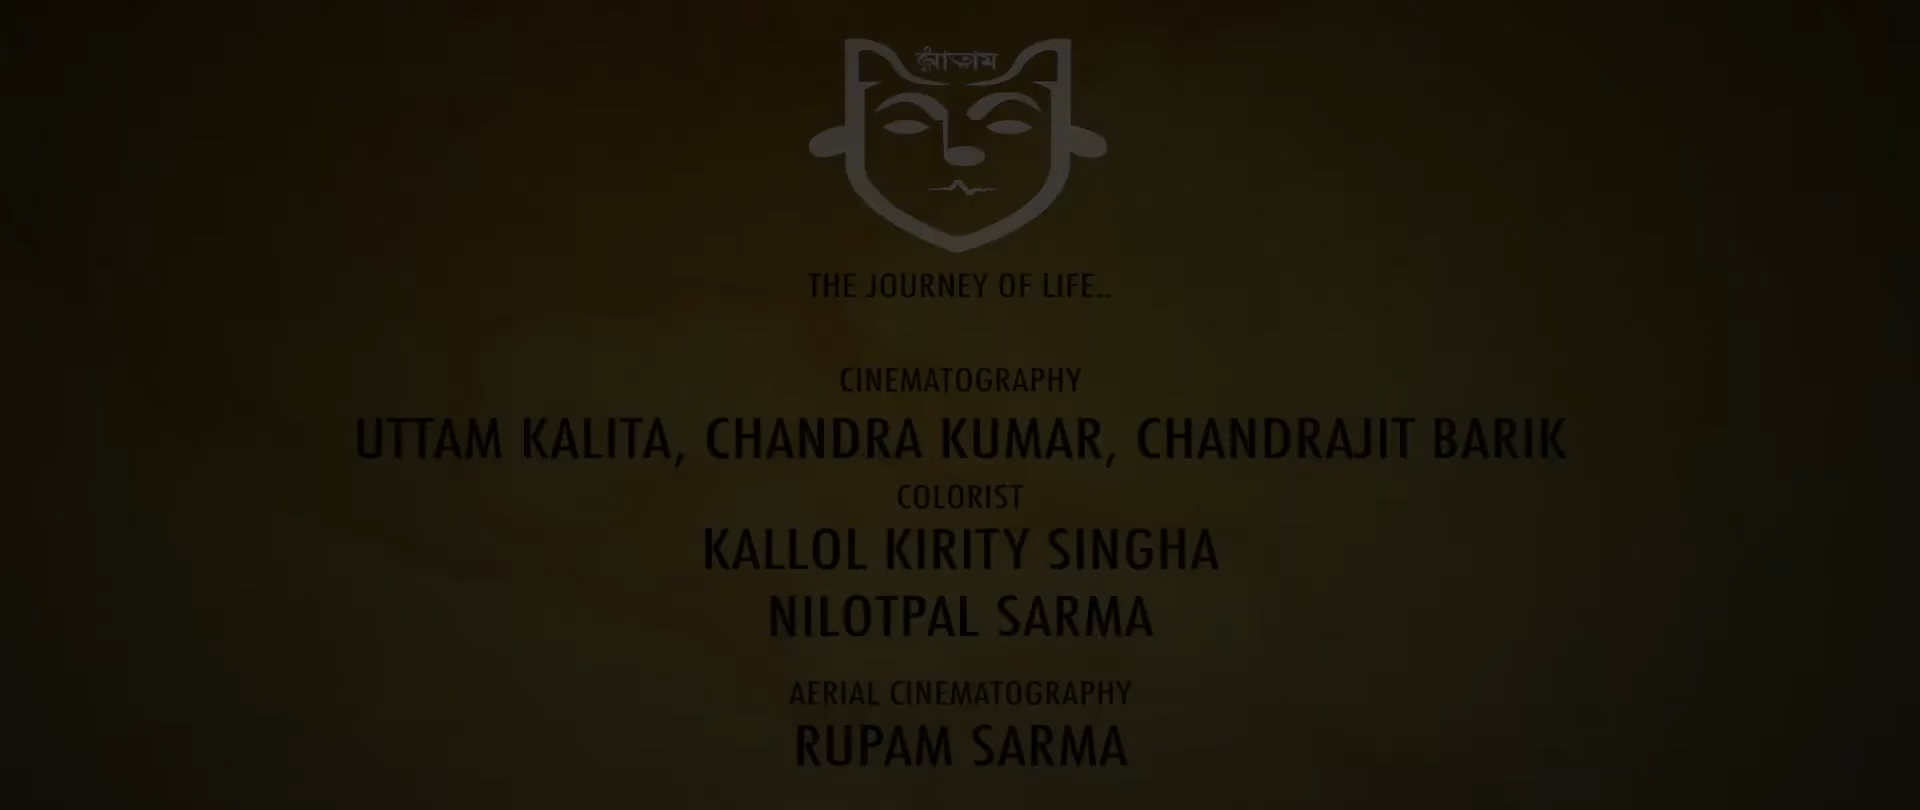 THE JOURNEY OF LIFE..
CINEMATOGRAPHY
UTTAM KALITA, CHANDRA KUMAR, CHANDRAJIT BARIK
COLORIST
KALLOL KIRITY SINGHA
NILOTPAL SARMA
AERIAL CINEMATOGRAPHY
RUPAM SARMA